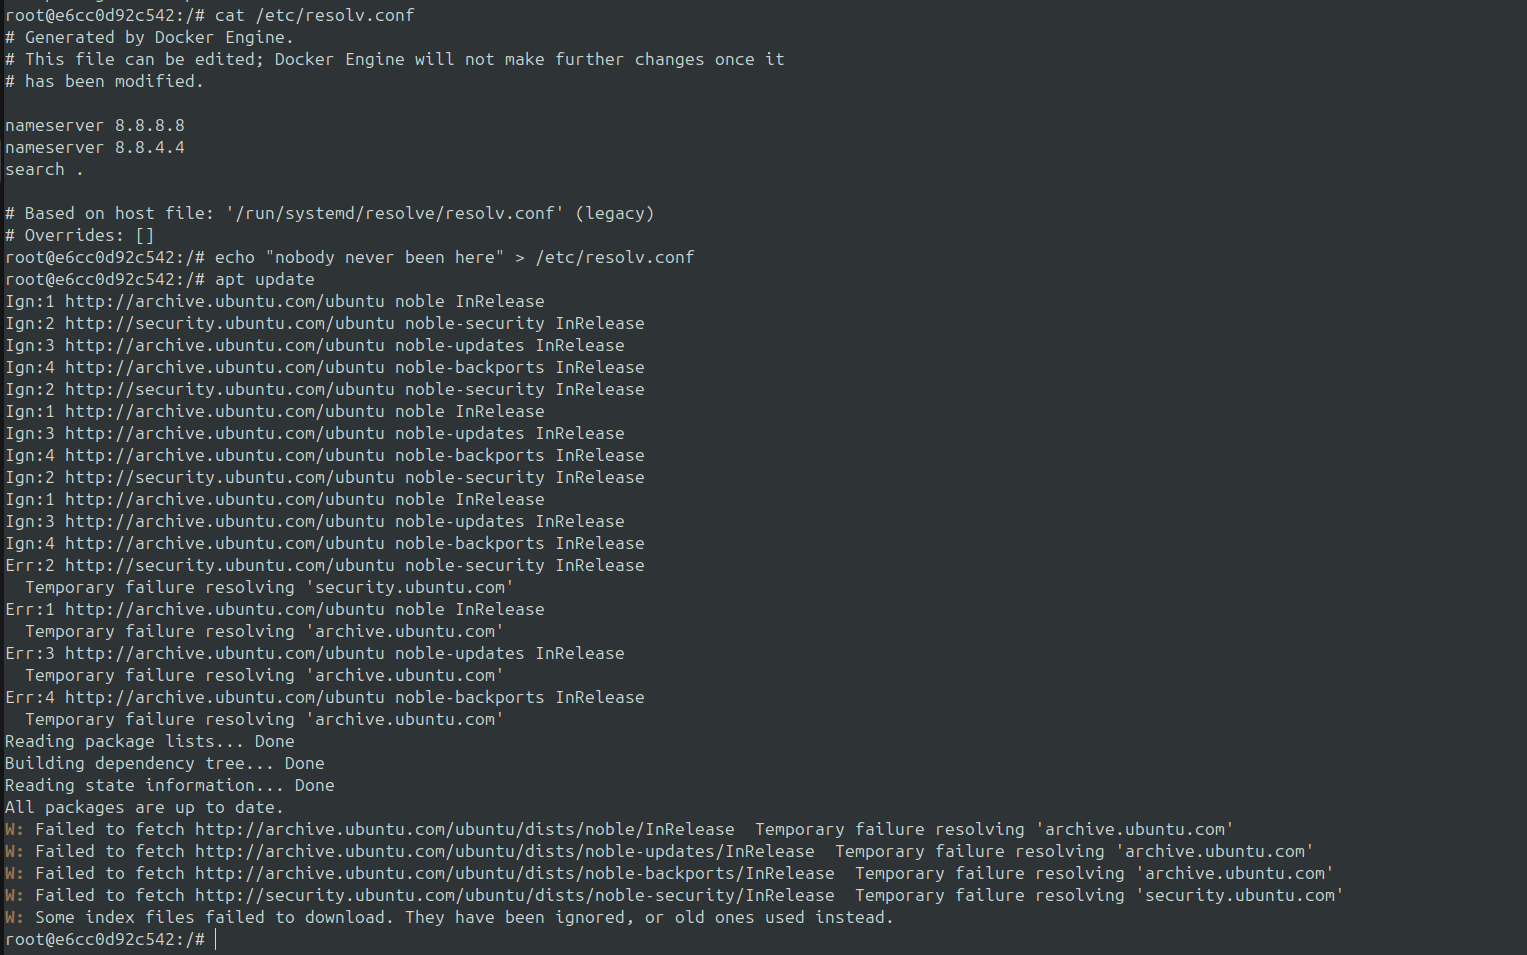 root@e6cc0d92c542:/# cat /etc/resolv.conf
# Generated by Docker Engine.
# This file can be edited; Docker Engine will not make further changes once it
# has been modified.
nameserver 8.8.8.8
nameserver 8.8.4.4
search .
# Based on host file: '/run/systemd/resolve/resolv.conf' (legacy)
# Overrides: []
root@e6cc0d92c542:/# echo "nobody never been here" > /etc/resolv.conf
root@e6cc0d92c542:/# apt update
Ign:1 http://archive.ubuntu.com/ubuntu noble InRelease
Ign:2 http://security.ubuntu.com/ubuntu noble-security InRelease
Ign:3 http://archive.ubuntu.com/ubuntu noble-updates InRelease
Ign:4 http://archive.ubuntu.com/ubuntu noble-backports InRelease
Ign:2 http://security.ubuntu.com/ubuntu noble-security InRelease
Ign:1 http://archive.ubuntu.com/ubuntu noble InRelease
Ign:3 http://archive.ubuntu.com/ubuntu noble-updates InRelease
Ign:4 http://archive.ubuntu.com/ubuntu noble-backports InRelease
Ign:2 http://security.ubuntu.com/ubuntu noble-security InRelease
Ign:1 http://archive.ubuntu.com/ubuntu noble InRelease
Ign:3 http://archive.ubuntu.com/ubuntu noble-updates InRelease
Ign:4 http://archive.ubuntu.com/ubuntu noble-backports InRelease
Err:2 http://security.ubuntu.com/ubuntu noble-security InRelease
  Temporary failure resolving 'security.ubuntu.com'
Err:1 http://archive.ubuntu.com/ubuntu noble InRelease
  Temporary failure resolving 'archive.ubuntu.com'
Err:3 http://archive.ubuntu.com/ubuntu noble-updates InRelease
  Temporary failure resolving 'archive.ubuntu.com'
Err:4 http://archive.ubuntu.com/ubuntu noble-backports InRelease
  Temporary failure resolving 'archive.ubuntu.com'
Reading package lists... Done
Building dependency tree... Done
Reading state information... Done
All packages are up to date.
W: Failed to fetch http://archive.ubuntu.com/ubuntu/dists/noble/InRelease  Temporary failure resolving 'archive.ubuntu.com'
W: Failed to fetch http://archive.ubuntu.com/ubuntu/dists/noble-updates/InRelease  Temporary failure resolving 'archive.ubuntu.com'
W: Failed to fetch http://archive.ubuntu.com/ubuntu/dists/noble-backports/InRelease  Temporary failure resolving 'archive.ubuntu.com'
W: Failed to fetch http://security.ubuntu.com/ubuntu/dists/noble-security/InRelease  Temporary failure resolving 'security.ubuntu.com'
W: Some index files failed to download. They have been ignored, or old ones used instead.
root@e6cc0d92c542:/#